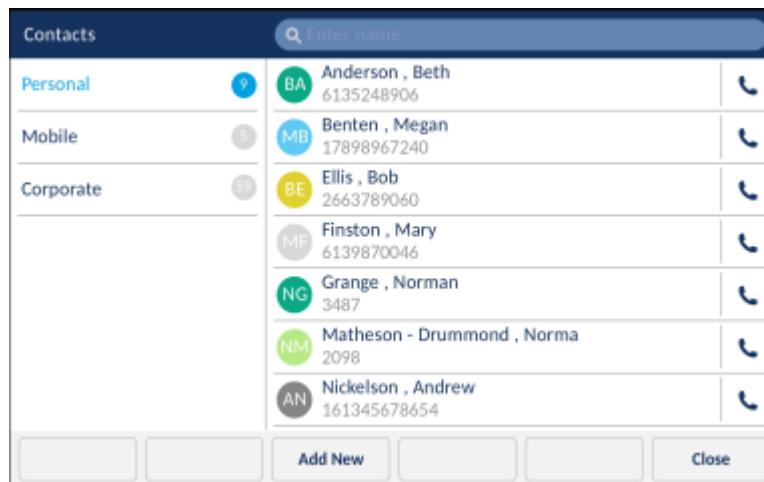 Contacts
Enter name
Personal 9
Mobile 5
Corporate 59
BA Anderson , Beth
6135248906
MB Benten , Megan
17898967240
BE Ellis , Bob
2663789060
MF Finston , Mary
6139870046
NG Grange , Norman
3487
NM Matheson - Drummond , Norma
2098
AN Nickelson , Andrew
161345678654
Add New Close